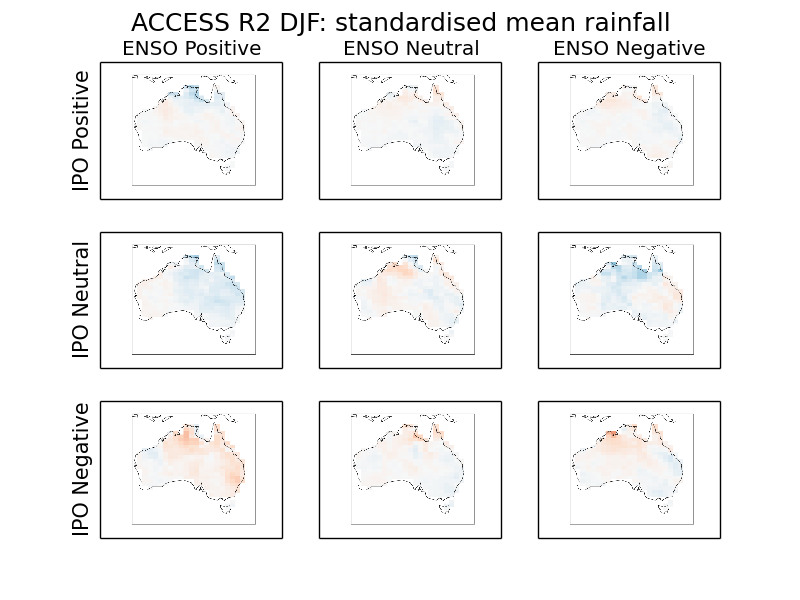 ACCESS R2 DJF: standardised mean rainfall
ENSO Positive
ENSO Neutral
ENSO Negative
IPO Positive
IPO Neutral
IPO Negative